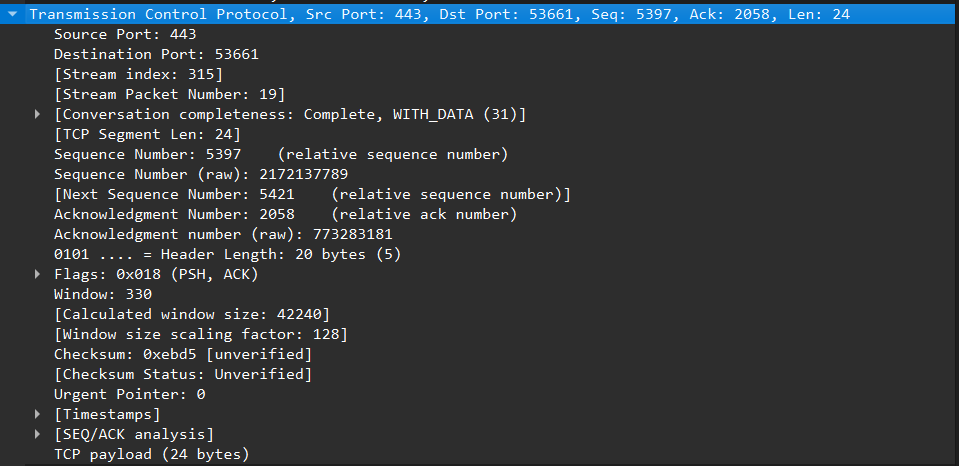 Transmission Control Protocol, Src Port: 443, Dst Port: 53661, Seq: 5397, Ack: 2058, Len: 24
Source Port: 443
Destination Port: 53661
[Stream index: 315]
[Stream Packet Number: 19]
[Conversation completeness: Complete, WITH_DATA (31)]
[TCP Segment Len: 24]
Sequence Number: 5397    (relative sequence number)
Sequence Number (raw): 2172137789
[Next Sequence Number: 5421    (relative sequence number)]
Acknowledgment Number: 2058    (relative ack number)
Acknowledgment number (raw): 773283181
0101 .... = Header Length: 20 bytes (5)
Flags: 0x018 (PSH, ACK)
Window: 330
[Calculated window size: 42240]
[Window size scaling factor: 128]
Checksum: 0xebd5 [unverified]
[Checksum Status: Unverified]
Urgent Pointer: 0
[Timestamps]
[SEQ/ACK analysis]
TCP payload (24 bytes)